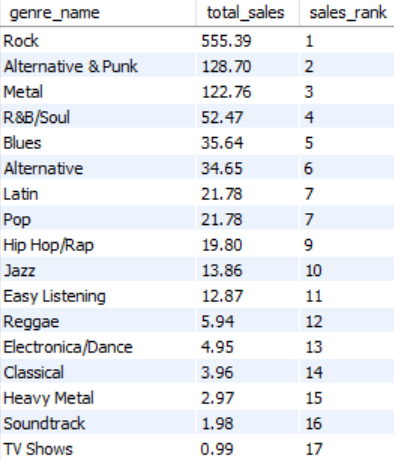 genre_name total_sales sales_rank
Rock 555.39 1
Alternative & Punk 128.70 2
Metal 122.76 3
R&B/Soul 52.47 4
Blues 35.64 5
Alternative 34.65 6
Latin 21.78 7
Pop 21.78 7
Hip Hop/Rap 19.80 9
Jazz 13.86 10
Easy Listening 12.87 11
Reggae 5.94 12
Electronica/Dance 4.95 13
Classical 3.96 14
Heavy Metal 2.97 15
Soundtrack 1.98 16
TV Shows 0.99 17